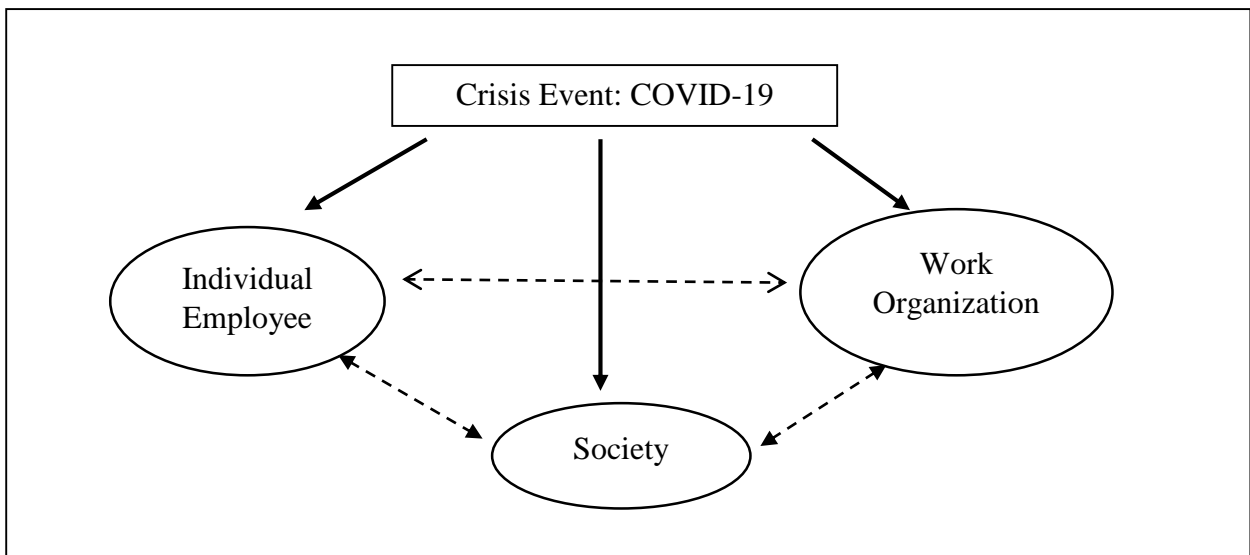 Crisis Event: COVID-19
Individual
Employee
Work
Organization
Society